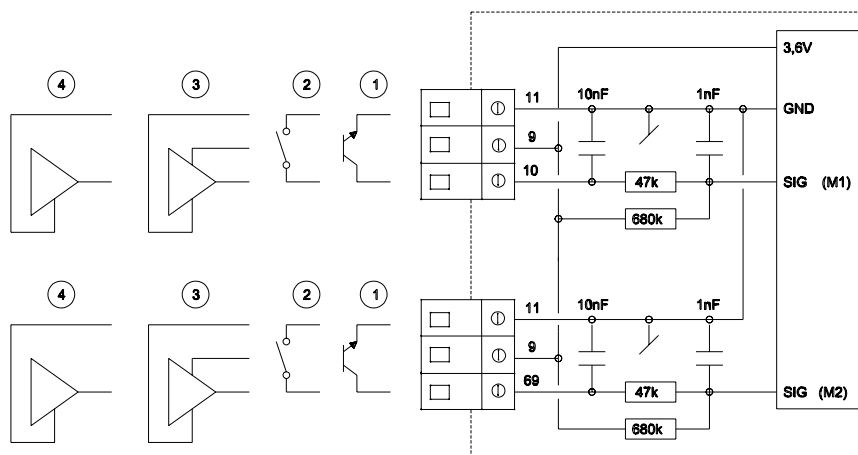 3,6V
4 3 2 1
11 10nF 1nF GND
9
10 47k SIG (M1)
680k
4 3 2 1
11 10nF 1nF
9
69 47k SIG (M2)
680k